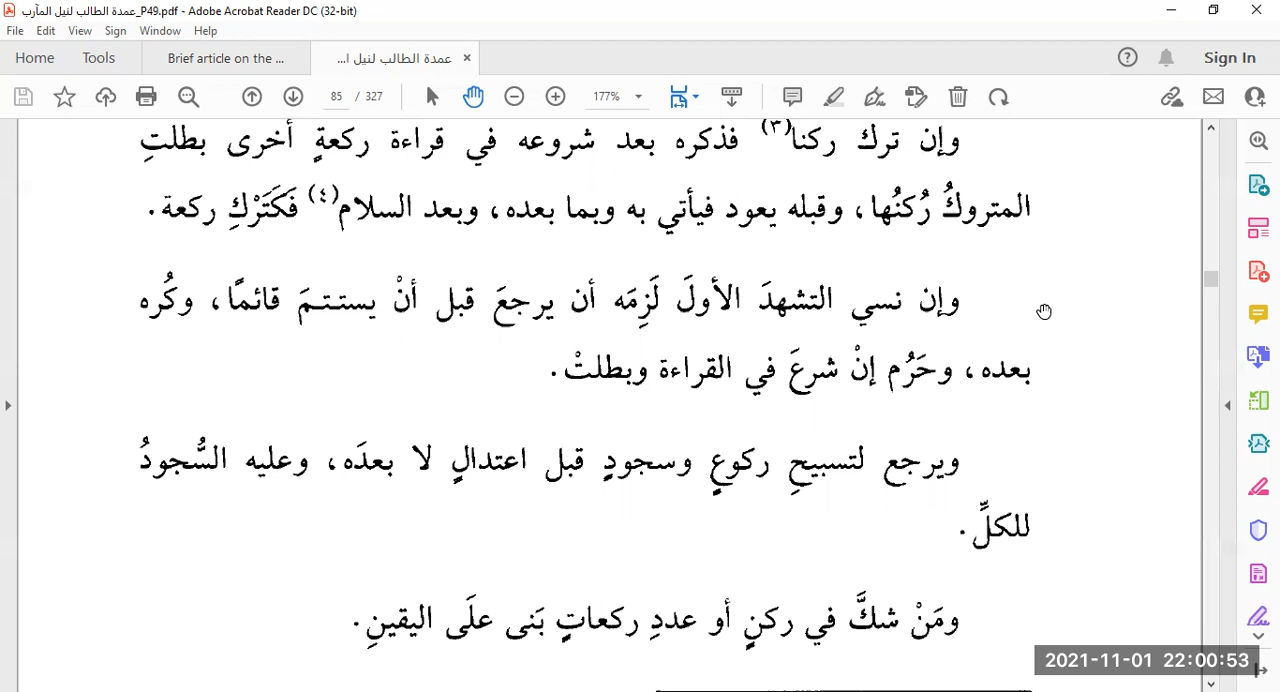 عمدة الطالب لنيل المآرب_P49.pdf - Adobe Acrobat Reader DC (32-bit)
File Edit View Sign Window Help
Home Tools Brief article on the ... عمدة الطالب لنيل ا... × Sign In
85 / 327 177%
وإن ترك ركنا(٣) فذكره بعد شروعه في قراءة ركعةٍ أخرى بطلتِ
المتروكُ رُكنُها، وقبله يعود فيأتي به وبما بعده، وبعد السلام(٤) فَكَتَرْكِ ركعة.
وإن نسي التشهدَ الأولَ لَزِمَه أن يرجعَ قبل أنْ يستـتـمَ قائمًا، وكُره
بعده، وحَرُم إنْ شرعَ في القراءة وبطلتْ.
ويرجع لتسبيحِ ركوعٍ وسجودٍ قبل اعتدالٍ لا بعدَه، وعليه السُّجودُ
للكلِّ.
ومَنْ شكَّ في ركنٍ أو عددِ ركعاتٍ بَنى علَى اليقينِ.
2021-11-01 22:00:53